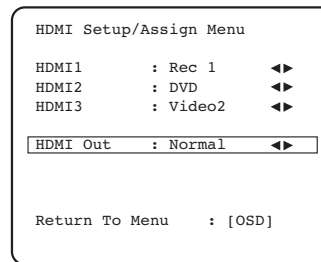 HDMI Setup/Assign Menu
HDMI1 : Rec 1 ◄►
HDMI2 : DVD ◄►
HDMI3 : Video2 ◄►
HDMI Out : Normal ◄►
Return To Menu : [OSD]